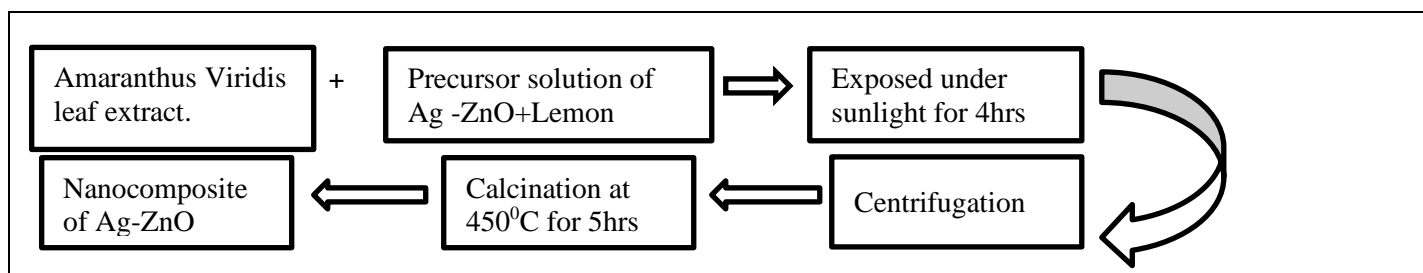 Amaranthus Viridis
leaf extract.
+
Precursor solution of
Ag -ZnO+Lemon
Exposed under
sunlight for 4hrs
Centrifugation
Calcination at
450⁰C for 5hrs
Nanocomposite
of Ag-ZnO